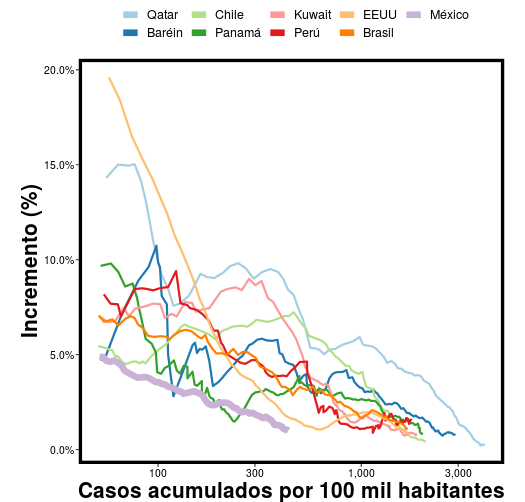 Qatar Chile Kuwait EEUU México
Baréin Panamá Perú Brasil
20.0%
15.0%
10.0%
5.0%
0.0%
Incremento (%)
100 300 1,000 3,000
Casos acumulados por 100 mil habitantes